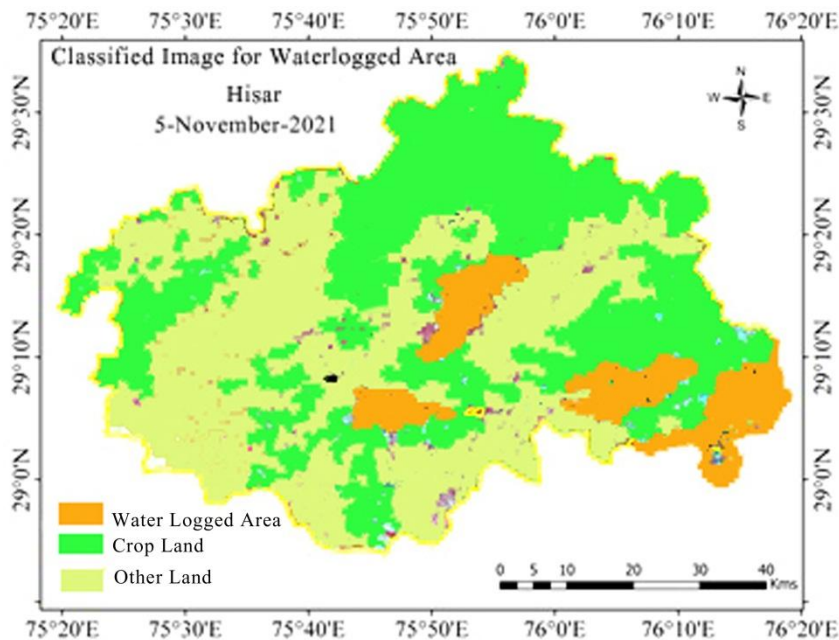 75°20'E 75°30'E 75°40'E 75°50'E 76°0'E 76°10'E 76°20'E
Classified Image for Waterlogged Area
Hisar
5-November-2021
N
W E
S
29°30'N 29°30'N
29°20'N 29°20'N
29°10'N 29°10'N
29°0'N 29°0'N
Water Logged Area
Crop Land
Other Land
0 5 10 20 30 40
Kms
75°20'E 75°30'E 75°40'E 75°50'E 76°0'E 76°10'E 76°20'E